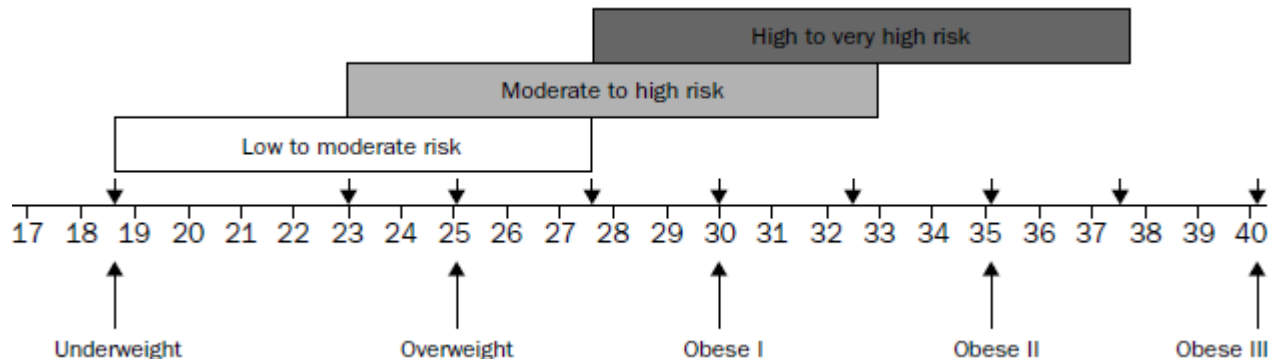 High to very high risk
Moderate to high risk
Low to moderate risk
17 18 19 20 21 22 23 24 25 26 27 28 29 30 31 32 33 34 35 36 37 38 39 40
Underweight Overweight Obese I Obese II Obese III